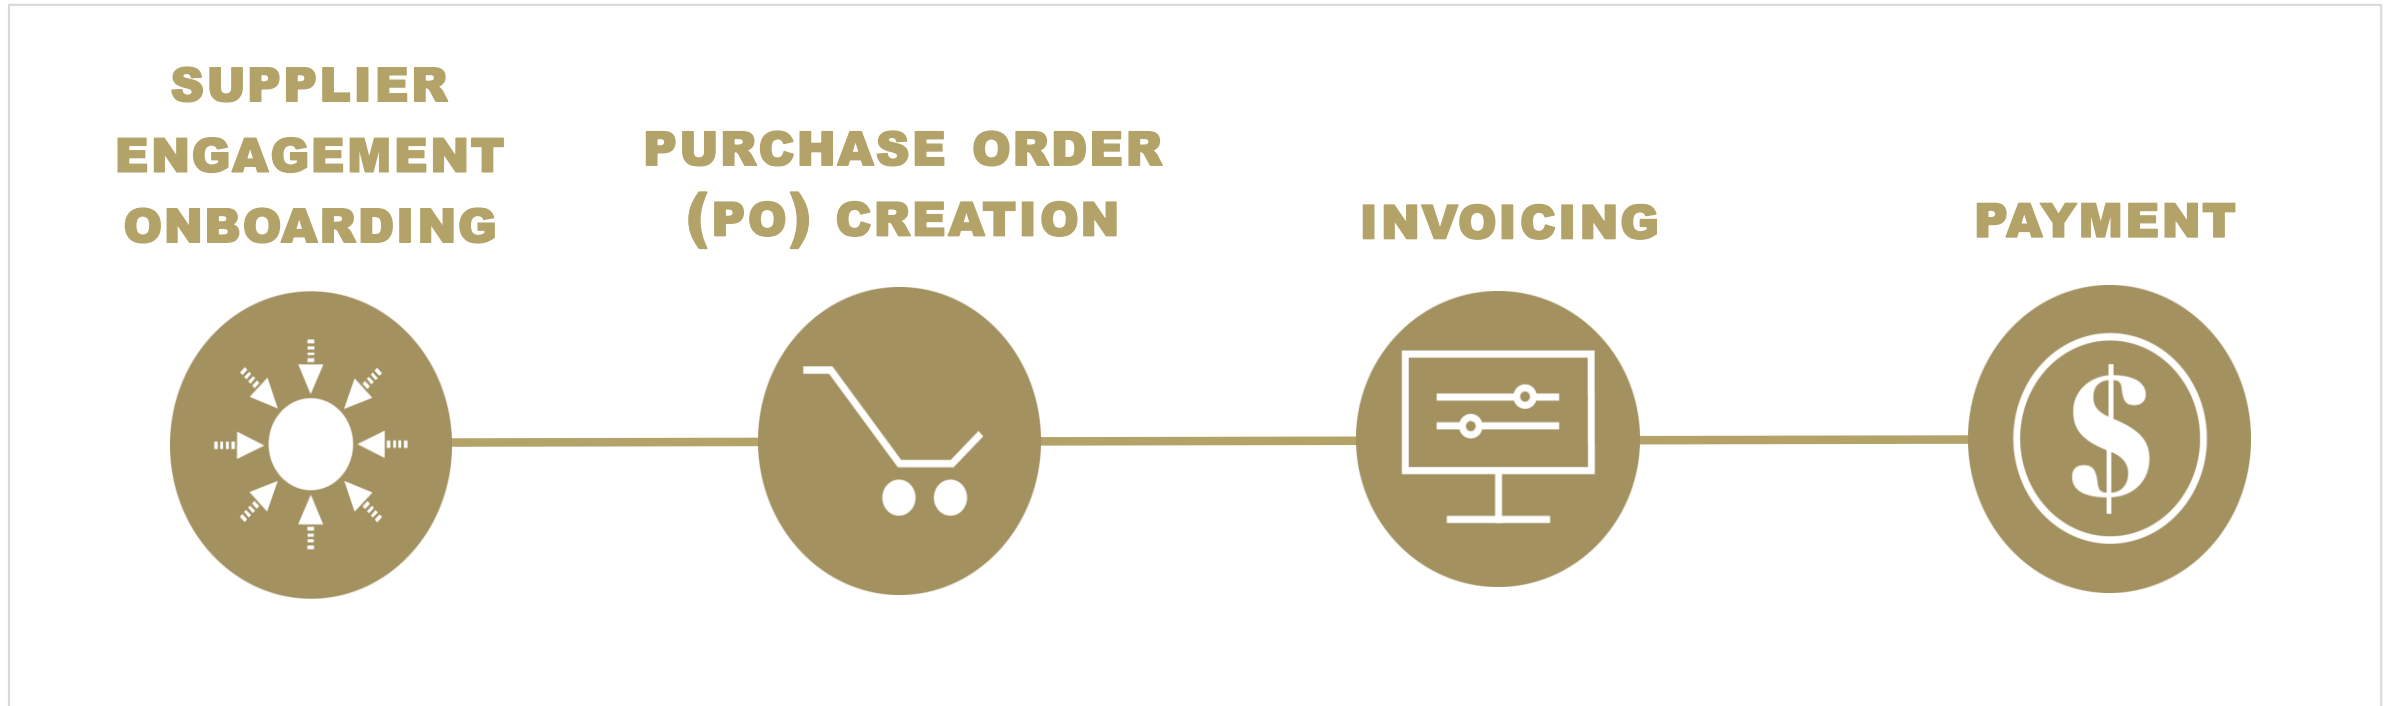 SUPPLIER
ENGAGEMENT
ONBOARDING
PURCHASE ORDER
(PO) CREATION
INVOICING
PAYMENT
$